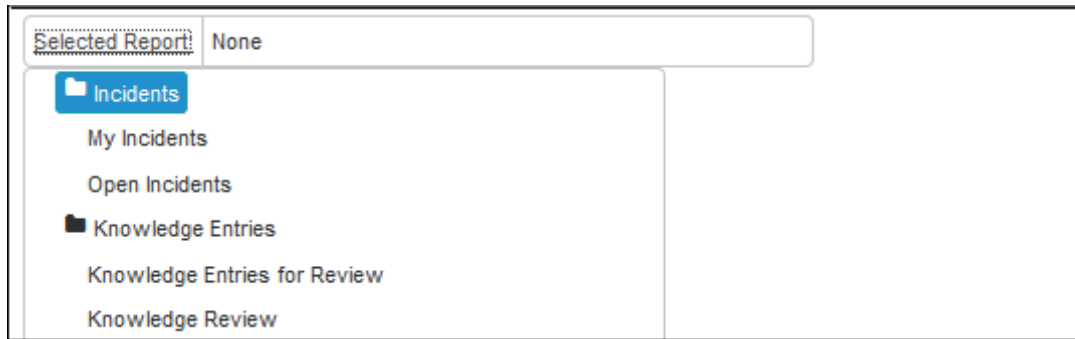 Selected Report: None
Incidents
My Incidents
Open Incidents
Knowledge Entries
Knowledge Entries for Review
Knowledge Review